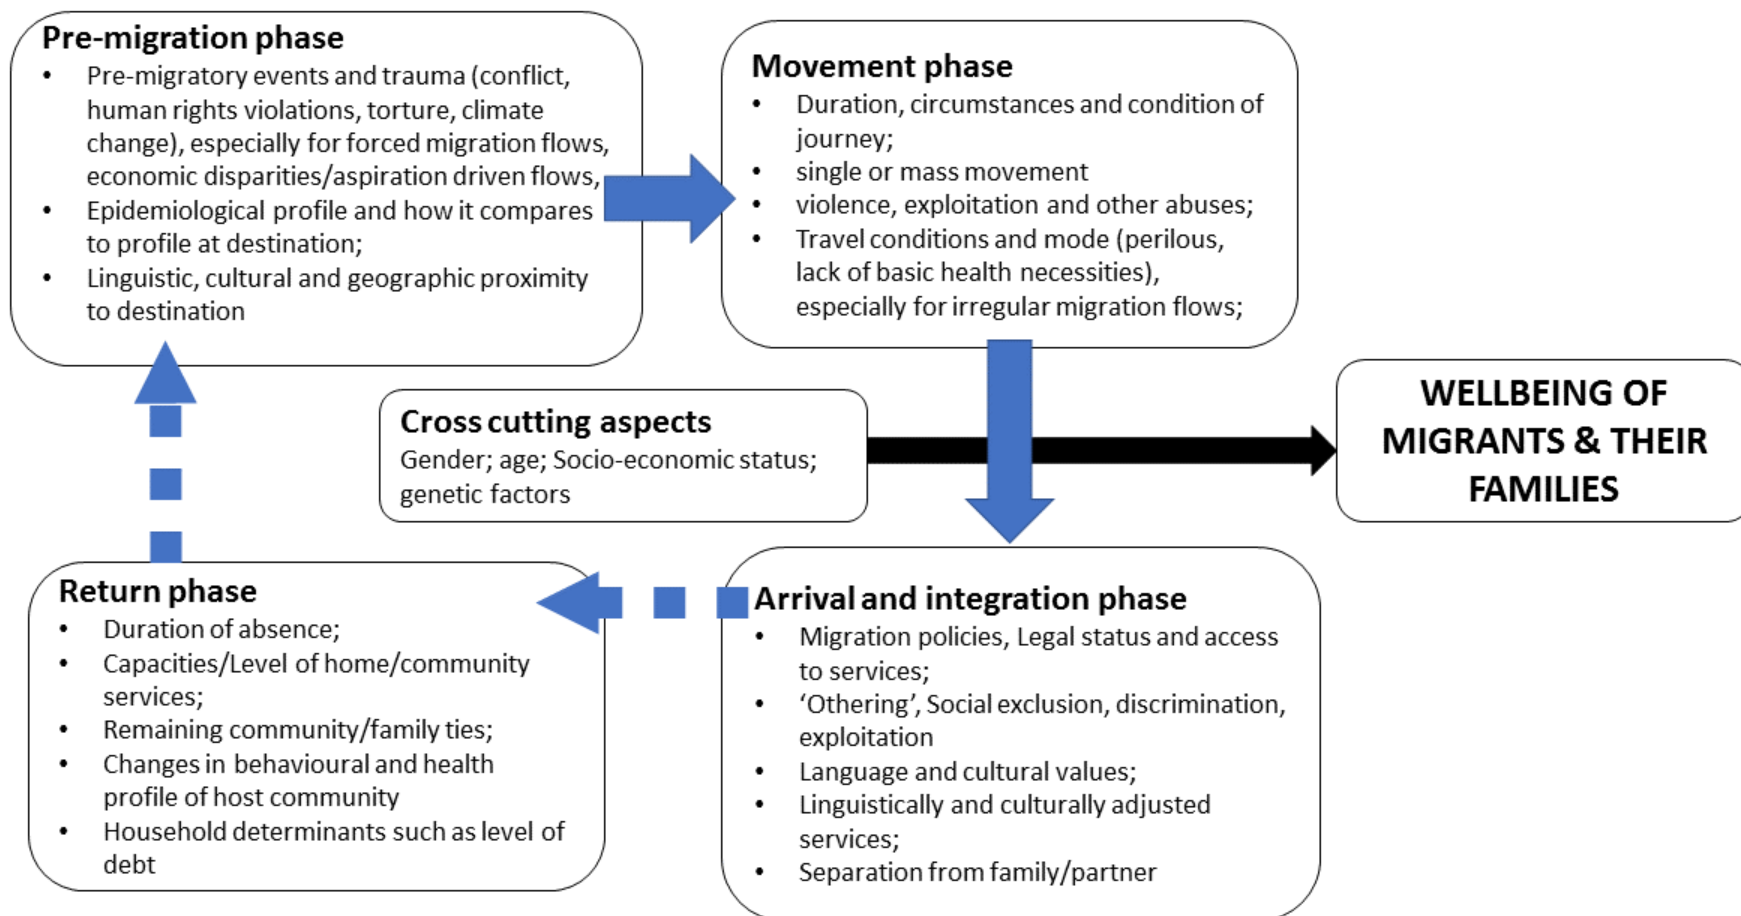 Pre-migration phase
• Pre-migratory events and trauma (conflict,
human rights violations, torture, climate
change), especially for forced migration flows,
economic disparities/aspiration driven flows,
• Epidemiological profile and how it compares
to profile at destination;
• Linguistic, cultural and geographic proximity
to destination
Movement phase
• Duration, circumstances and condition of
journey;
• single or mass movement
• violence, exploitation and other abuses;
• Travel conditions and mode (perilous,
lack of basic health necessities),
especially for irregular migration flows;
Cross cutting aspects
Gender; age; Socio-economic status;
genetic factors
WELLBEING OF
MIGRANTS & THEIR
FAMILIES
Return phase
• Duration of absence;
• Capacities/Level of home/community
services;
• Remaining community/family ties;
• Changes in behavioural and health
profile of host community
• Household determinants such as level of
debt
Arrival and integration phase
• Migration policies, Legal status and access
to services;
• ‘Othering’, Social exclusion, discrimination,
exploitation
• Language and cultural values;
• Linguistically and culturally adjusted
services;
• Separation from family/partner